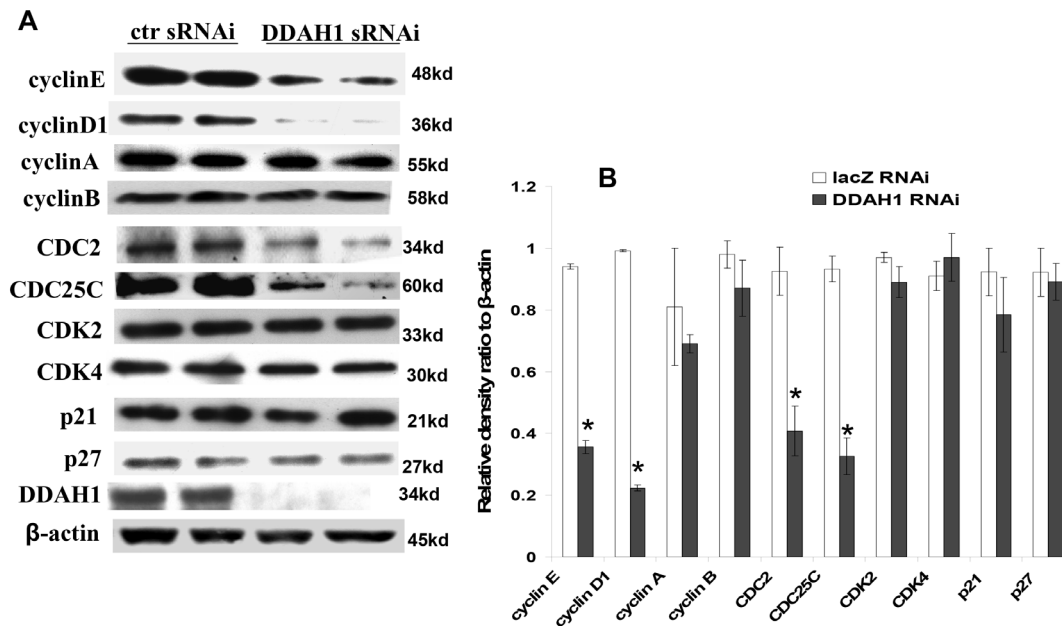 A
ctr sRNAi DDAH1 sRNAi
cyclinE 48kd
cyclinD1 36kd
cyclinA 55kd
cyclinB 58kd
CDC2 34kd
CDC25C 60kd
CDK2 33kd
CDK4 30kd
p21 21kd
p27 27kd
DDAH1 34kd
β-actin 45kd
B
lacZ RNAi
DDAH1 RNAi
Relative density ratio to β-actin
1.2
1
0.8
0.6
0.4
0.2
0
* * * *
cyclin E
cyclin D1
cyclin A
cyclin B
CDC2
CDC25C
CDK2
CDK4
p21
p27